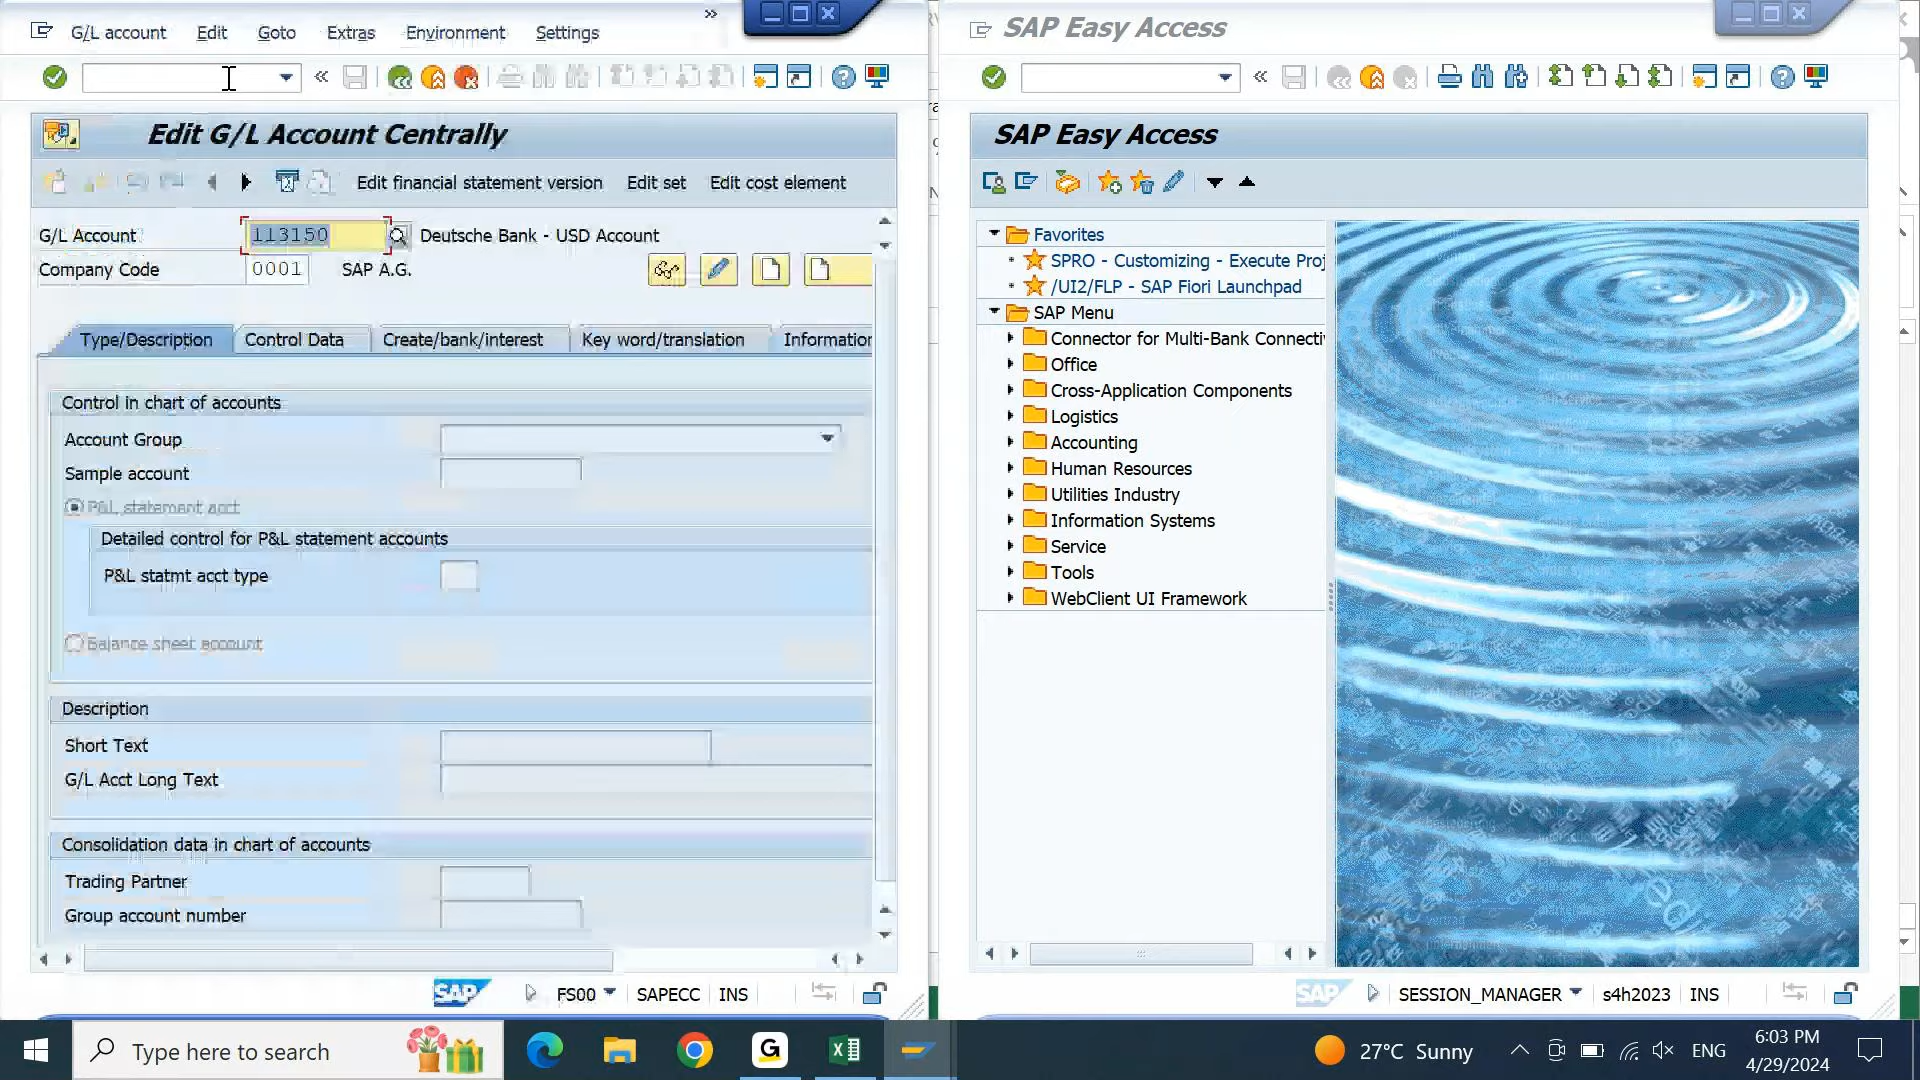 G/L account Edit Goto Extras Environment Settings »
Edit G/L Account Centrally
Edit financial statement version Edit set Edit cost element
G/L Account 113150 Deutsche Bank - USD Account
Company Code 0001 SAP A.G.
Type/Description Control Data Create/bank/interest Key word/translation Information
Control in chart of accounts
Account Group
Sample account
P&L statement acct
Detailed control for P&L statement accounts
P&L statmt acct type
Balance sheet account
Description
Short Text
G/L Acct Long Text
Consolidation data in chart of accounts
Trading Partner
Group account number
SAP FS00 SAPECC INS
SAP Easy Access
SAP Easy Access
Favorites
SPRO - Customizing - Execute Proj
/UI2/FLP - SAP Fiori Launchpad
SAP Menu
Connector for Multi-Bank Connecti
Office
Cross-Application Components
Logistics
Accounting
Human Resources
Utilities Industry
Information Systems
Service
Tools
WebClient UI Framework
SAP SESSION_MANAGER s4h2023 INS
Type here to search
27°C Sunny
ENG
6:03 PM
4/29/2024